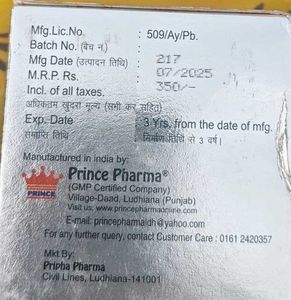 Mfg.Lic.No. : 509/Ay/Pb.
Batch No. (बैच नं.) : 217
Mfg Date (उत्पादन तिथि) : 07/2025
M.R.P. Rs. : 350/-
Incl. of all taxes.
अधिकतम खुदरा मूल्य (सभी कर सहित)
Exp. Date : 3 Yrs. from the date of mfg.
समाप्ति तिथि : निर्माण तिथि से 3 वर्ष।
Manufactured in india by:
PRINCE
Prince Pharma®
(GMP Certified Company)
Village-Daad, Ludhiana (Punjab)
Visit us: www.princepharmaonline.com
E-mail: princepharmaldh@yahoo.com
For any further query, contact Customer Care : 0161 2420357
Mkt By:
Pripha Pharma
Civil Lines, Ludhiana-141001